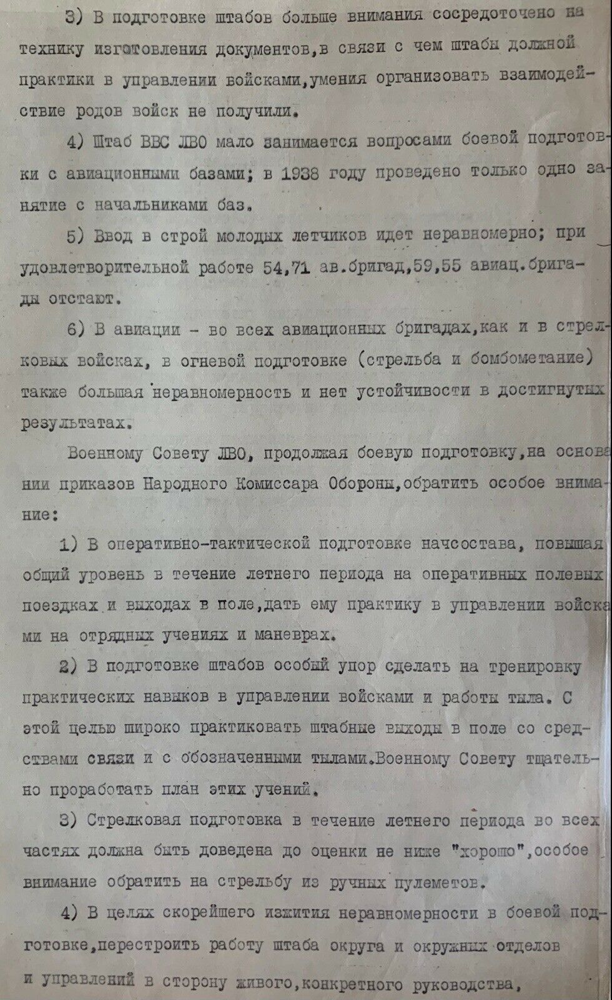 3) В подготовке штабов больше внимания сосредоточено на
технику изготовления документов,в связи с чем штабы должной
практики в управлении войсками,умения организовать взаимодей-
ствие родов войск не получили.
4) Штаб ВВС ЛВО мало занимается вопросами боевой подготов-
ки с авиационными базами; в 1938 году проведено только одно за-
нятие с начальниками баз.
5) Ввод в строй молодых летчиков идет неравномерно; при
удовлетворительной работе 54,71 ав.бригад,59,55 авиац.брига-
ды отстают.
6) В авиации - во всех авиационных бригадах,как и в стрел-
ковых войсках, в огневой подготовке (стрельба и бомбометание)
также большая неравномерность и нет устойчивости в достигнутых
результатах.
Военному Совету ЛВО, продолжая боевую подготовку,на основа
нии приказов Народного Комиссара Обороны,обратить особое внима-
ние:
1) В оперативно-тактической подготовке начсостава, повышая
общий уровень в течение летнего периода на оперативных полевых
поездках и выходах в поле,дать ему практику в управлении войска
ми на отрядных учениях и маневрах.
2) В подготовке штабов особый упор сделать на тренировку
практических навыков в управлении войсками и работы тыла. С
этой целью широко практиковать штабные выходы в поле со сред-
ствами связи и с обозначенными тылами.Военному Совету тщатель-
но проработать план этих учений.
3) Стрелковая подготовка в течение летнего периода во всех
частях должна быть доведена до оценки не ниже "хорошо",особое
внимание обратить на стрельбу из ручных пулеметов.
4) В целях скорейшего изжития неравномерности в боевой под-
готовке,перестроить работу штаба округа и окружных отделов
и управлений в сторону живого,конкретного руководства,